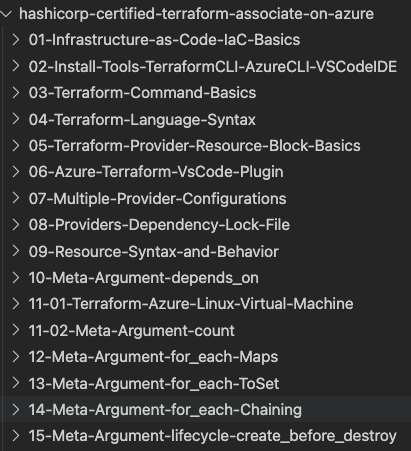 hashicorp-certified-terraform-associate-on-azure
01-Infrastructure-as-Code-IaC-Basics
02-Install-Tools-TerraformCLI-AzureCLI-VSCodeIDE
03-Terraform-Command-Basics
04-Terraform-Language-Syntax
05-Terraform-Provider-Resource-Block-Basics
06-Azure-Terraform-VsCode-Plugin
07-Multiple-Provider-Configurations
08-Providers-Dependency-Lock-File
09-Resource-Syntax-and-Behavior
10-Meta-Argument-depends_on
11-01-Terraform-Azure-Linux-Virtual-Machine
11-02-Meta-Argument-count
12-Meta-Argument-for_each-Maps
13-Meta-Argument-for_each-ToSet
14-Meta-Argument-for_each-Chaining
15-Meta-Argument-lifecycle-create_before_destroy